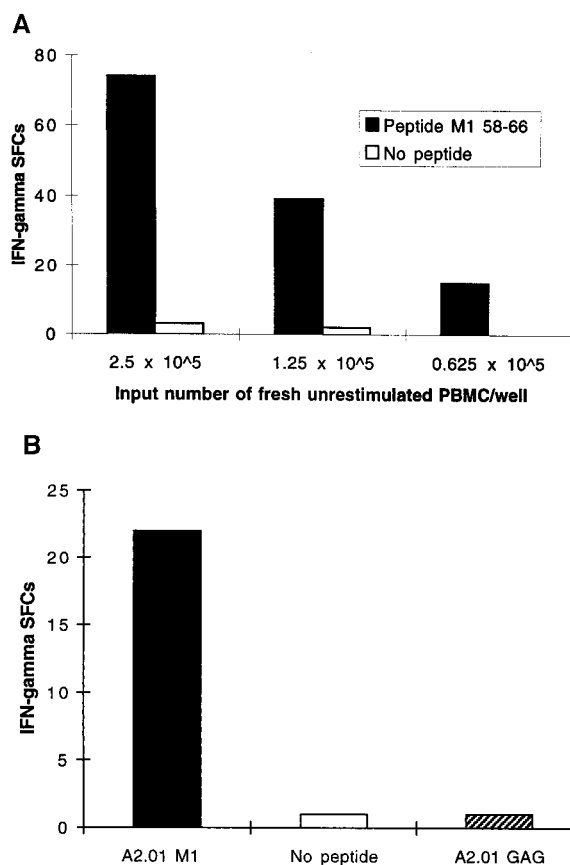 A
80
60
40
20
0
IFN-gamma SFCs
Peptide M1 58-66
No peptide
2.5 x 10^5
1.25 x 10^5
0.625 x 10^5
Input number of fresh unrestimulated PBMC/well
B
25
20
15
10
5
0
IFN-gamma SFCs
A2.01 M1
No peptide
A2.01 GAG